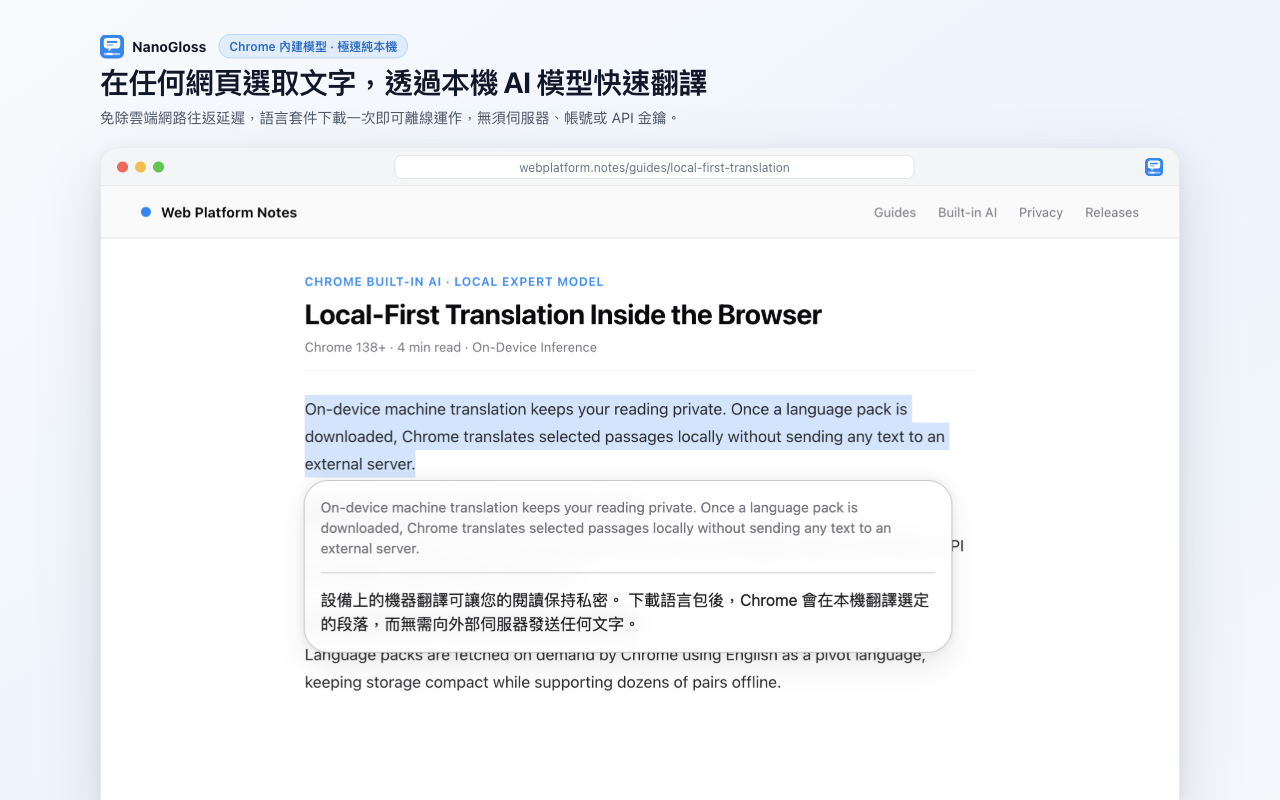 NanoGloss
Chrome 內建模型 · 極速純本機
在任何網頁選取文字，透過本機 AI 模型快速翻譯
免除雲端網路往返延遲，語言套件下載一次即可離線運作，無須伺服器、帳號或 API 金鑰。
webplatform.notes/guides/local-first-translation
Web Platform Notes
Guides
Built-in AI
Privacy
Releases
CHROME BUILT-IN AI · LOCAL EXPERT MODEL
Local-First Translation Inside the Browser
Chrome 138+ · 4 min read · On-Device Inference
On-device machine translation keeps your reading private. Once a language pack is
downloaded, Chrome translates selected passages locally without sending any text to an
external server.
On-device machine translation keeps your reading private. Once a language pack is
downloaded, Chrome translates selected passages locally without sending any text to an
external server.
設備上的機器翻譯可讓您的閱讀保持私密。 下載語言包後，Chrome 會在本機翻譯選定
的段落，而無需向外部伺服器發送任何文字。
Language packs are fetched on demand by Chrome using English as a pivot language,
keeping storage compact while supporting dozens of pairs offline.